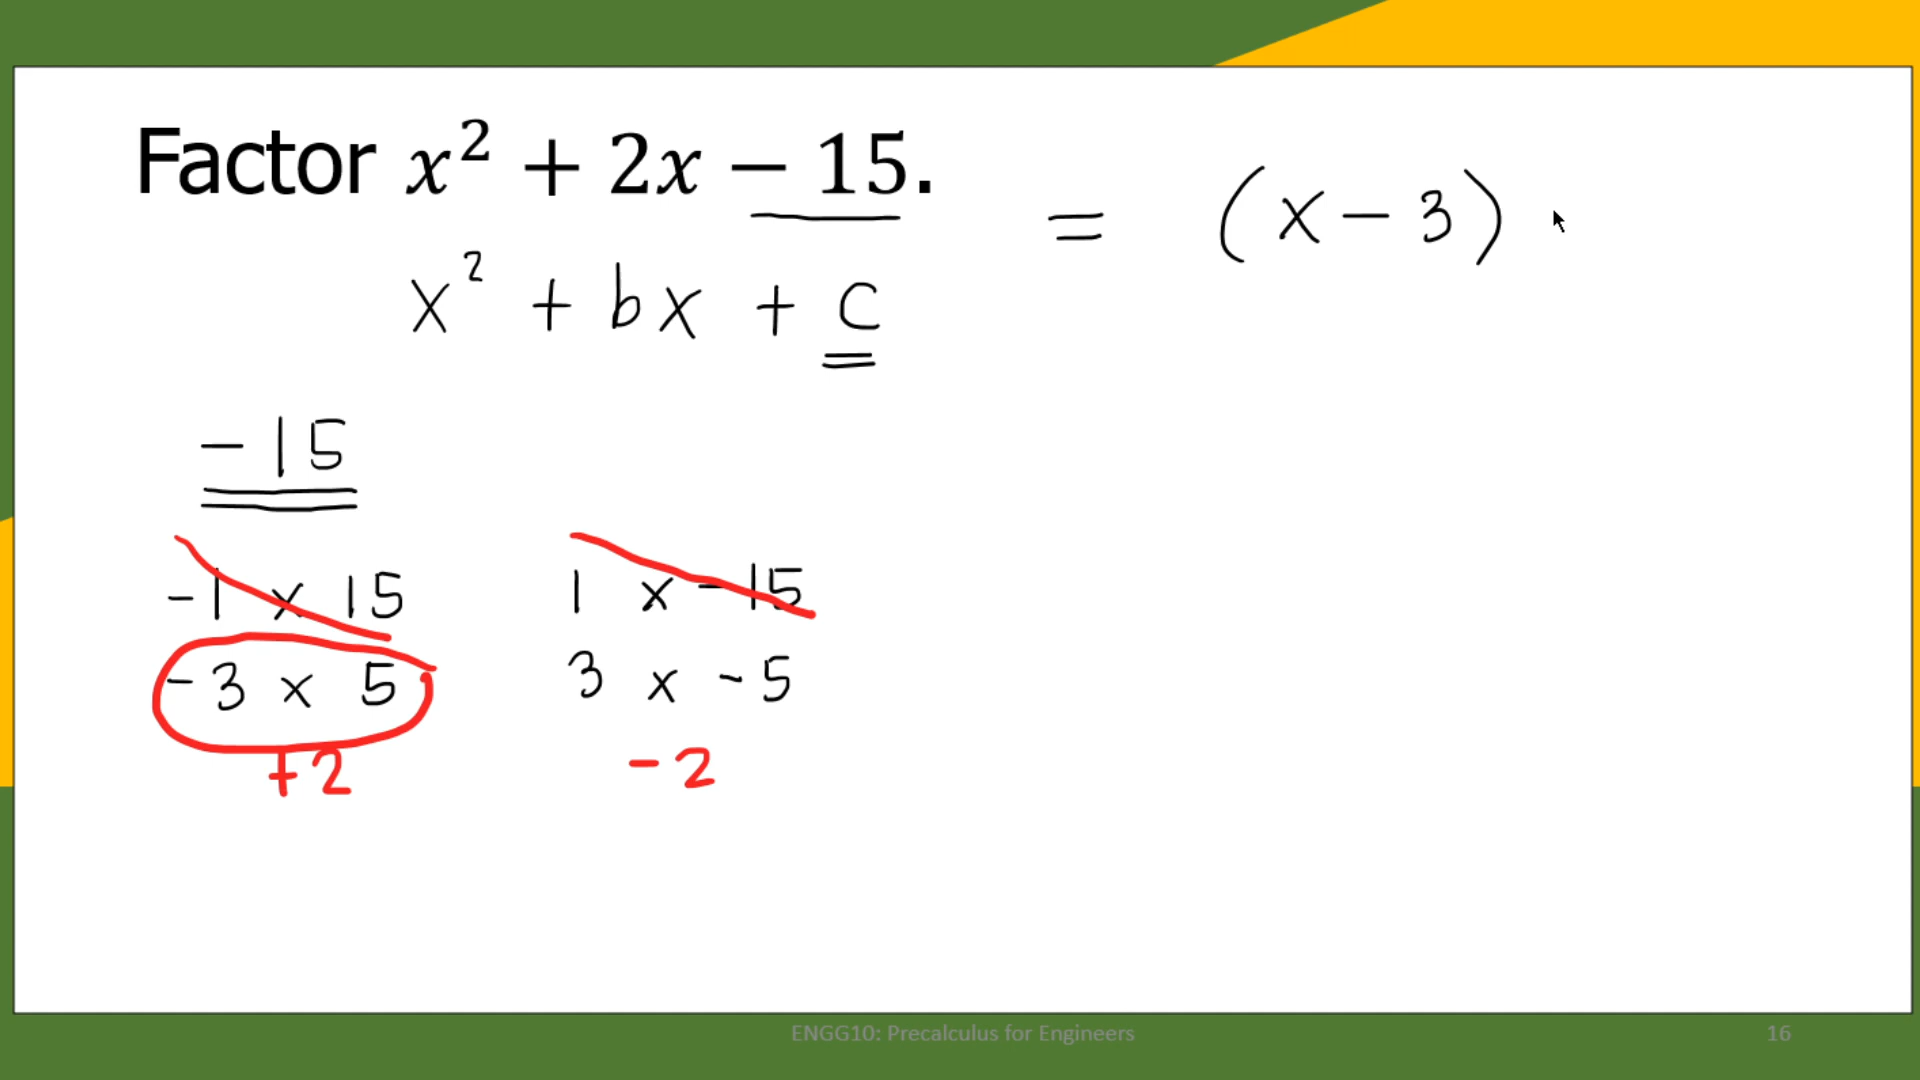 Factor x² + 2x − 15.
= (x − 3)
x² + bx + c
−15
−1 x 15
1 x −15
−3 x 5
3 x −5
+2
−2
ENGG10: Precalculus for Engineers
16